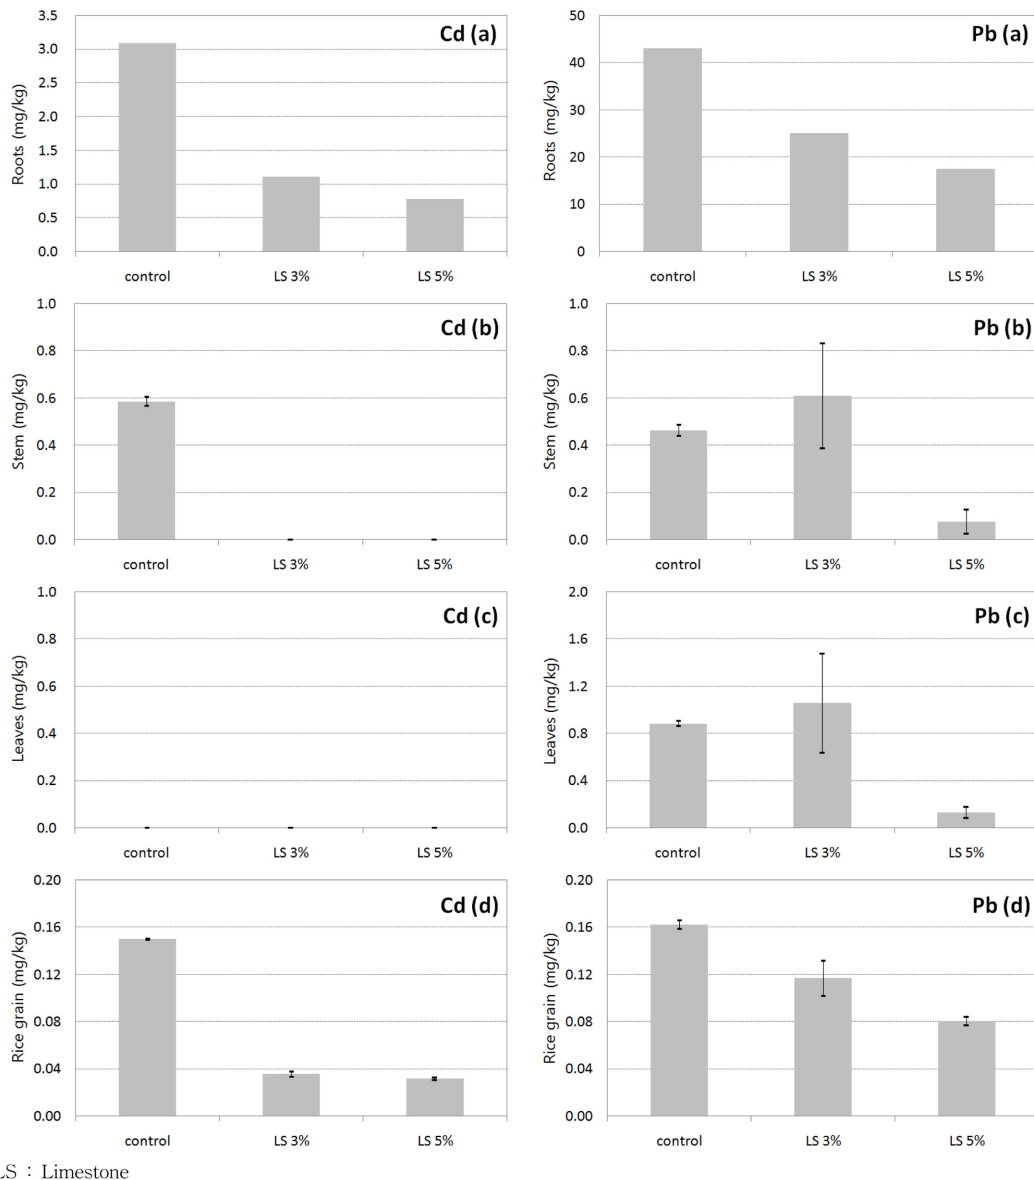 3.5
3.0
2.5
2.0
1.5
1.0
0.5
0.0
Roots (mg/kg)
Cd (a)
control LS 3% LS 5%
50
40
30
20
10
0
Roots (mg/kg)
Pb (a)
control LS 3% LS 5%
1.0
0.8
0.6
0.4
0.2
0.0
Stem (mg/kg)
Cd (b)
control LS 3% LS 5%
1.0
0.8
0.6
0.4
0.2
0.0
Stem (mg/kg)
Pb (b)
control LS 3% LS 5%
1.0
0.8
0.6
0.4
0.2
0.0
Leaves (mg/kg)
Cd (c)
control LS 3% LS 5%
2.0
1.6
1.2
0.8
0.4
0.0
Leaves (mg/kg)
Pb (c)
control LS 3% LS 5%
0.20
0.16
0.12
0.08
0.04
0.00
Rice grain (mg/kg)
Cd (d)
control LS 3% LS 5%
0.20
0.16
0.12
0.08
0.04
0.00
Rice grain (mg/kg)
Pb (d)
control LS 3% LS 5%
LS : Limestone